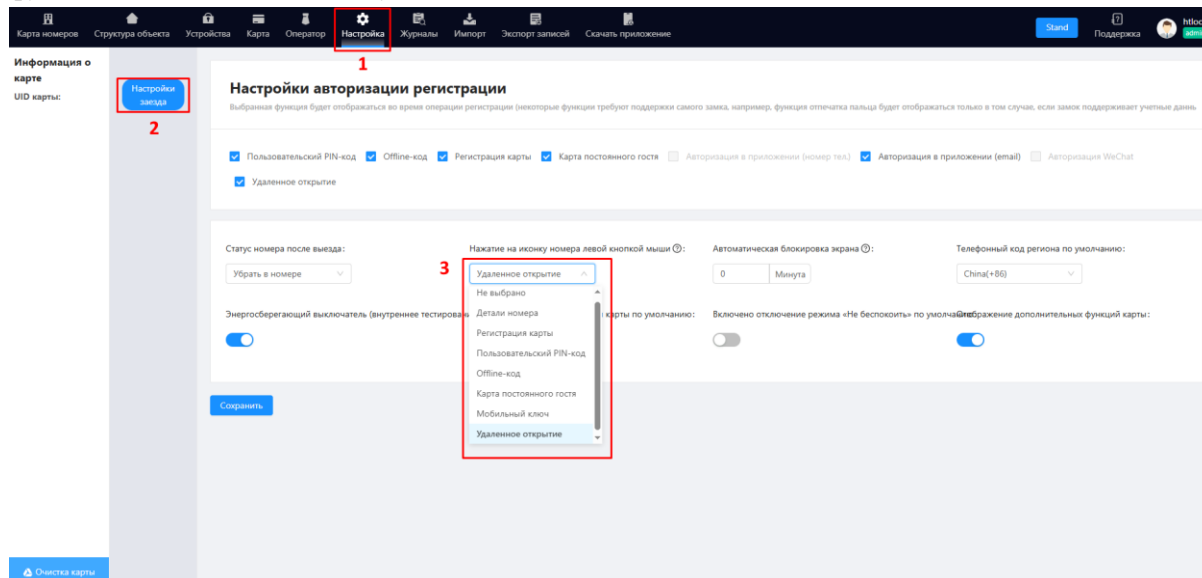 Карта номеров Структура объекта Устройства Карта Оператор Настройка Журналы Импорт Экспорт записей Скачать приложение Stand Поддержка
1
Информация о
карте
UID карты:
Настройки
заезда
2
Настройки авторизации регистрации
Выбранная функция будет отображаться во время операции регистрации (некоторые функции требуют поддержки самого замка, например, функция отпечатка пальца будет отображаться только в том случае, если замок поддерживает учетные даннь
Пользовательский PIN-код Offline-код Регистрация карты Карта постоянного гостя Авторизация в приложении (номер тел.) Авторизация в приложении (email) Авторизация WeChat
Удаленное открытие
Статус номера после выезда: Нажатие на иконку номера левой кнопкой мыши ?: Автоматическая блокировка экрана ?: Телефонный код региона по умолчанию:
3
Убрать в номере Удаленное открытие 0 Минута China(+86)
Не выбрано
Энергосберегающий выключатель (внутреннее тестирован Детали номера карты по умолчанию: Включено отключение режима «Не беспокоить» по умолчан Отображение дополнительных функций карты:
Регистрация карты
Пользовательский PIN-код
Offline-код
Карта постоянного гостя
Мобильный ключ
Удаленное открытие
Сохранить
Очистка карты